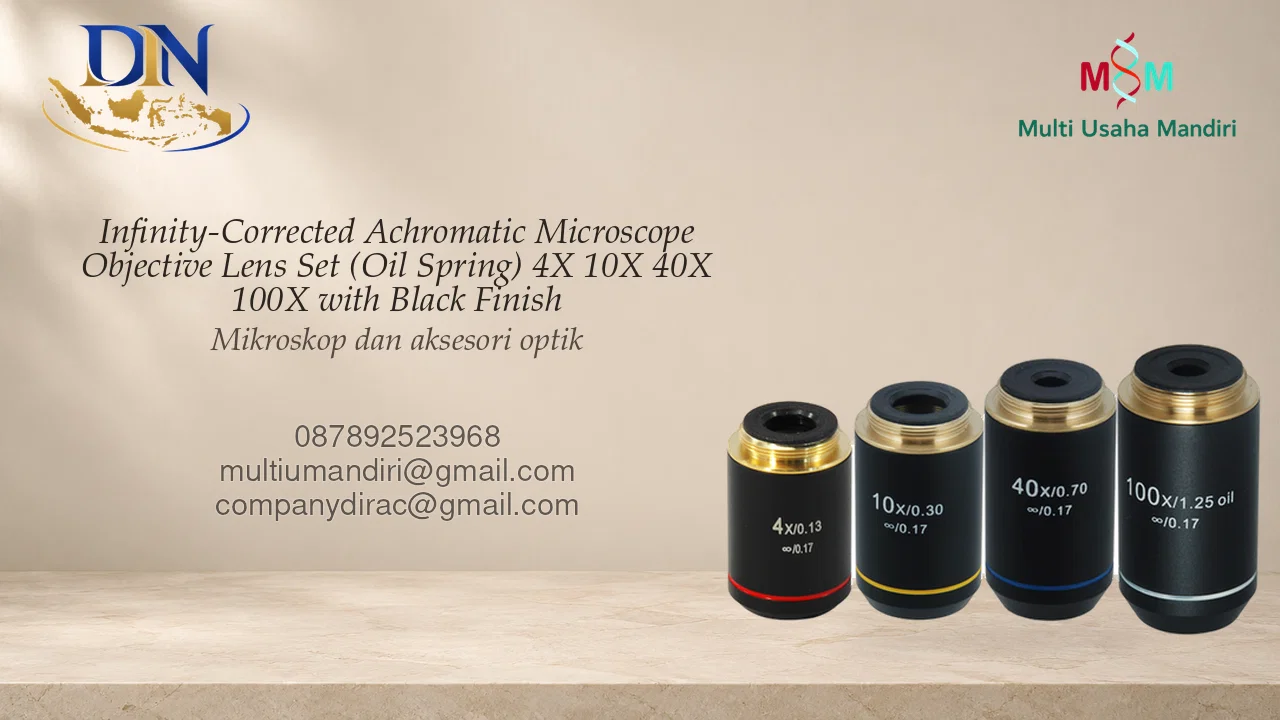 DIN
M M
Multi Usaha Mandiri
Infinity-Corrected Achromatic Microscope
Objective Lens Set (Oil Spring) 4X 10X 40X
100X with Black Finish
Mikroskop dan aksesori optik
087892523968
multiumandiri@gmail.com
companydirac@gmail.com
4X/0.13
∞/0.17
10X/0.30
∞/0.17
40X/0.70
∞/0.17
100X/1.25 oil
∞/0.17